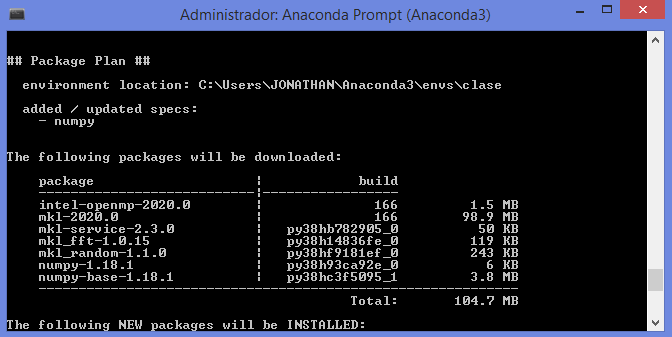 Administrador: Anaconda Prompt (Anaconda3)
## Package Plan ##
environment location: C:\Users\JONATHAN\Anaconda3\envs\clase
added / updated specs:
- numpy
The following packages will be downloaded:
package | build
---------------------------|-----------------
intel-openmp-2020.0 | 166 1.5 MB
mkl-2020.0 | 166 98.9 MB
mkl-service-2.3.0 | py38hb782905_0 50 KB
mkl_fft-1.0.15 | py38h14836fe_0 119 KB
mkl_random-1.1.0 | py38hf9181ef_0 243 KB
numpy-1.18.1 | py38h93ca92e_0 6 KB
numpy-base-1.18.1 | py38hc3f5095_1 3.8 MB
------------------------------------------------------------
Total: 104.7 MB
The following NEW packages will be INSTALLED: